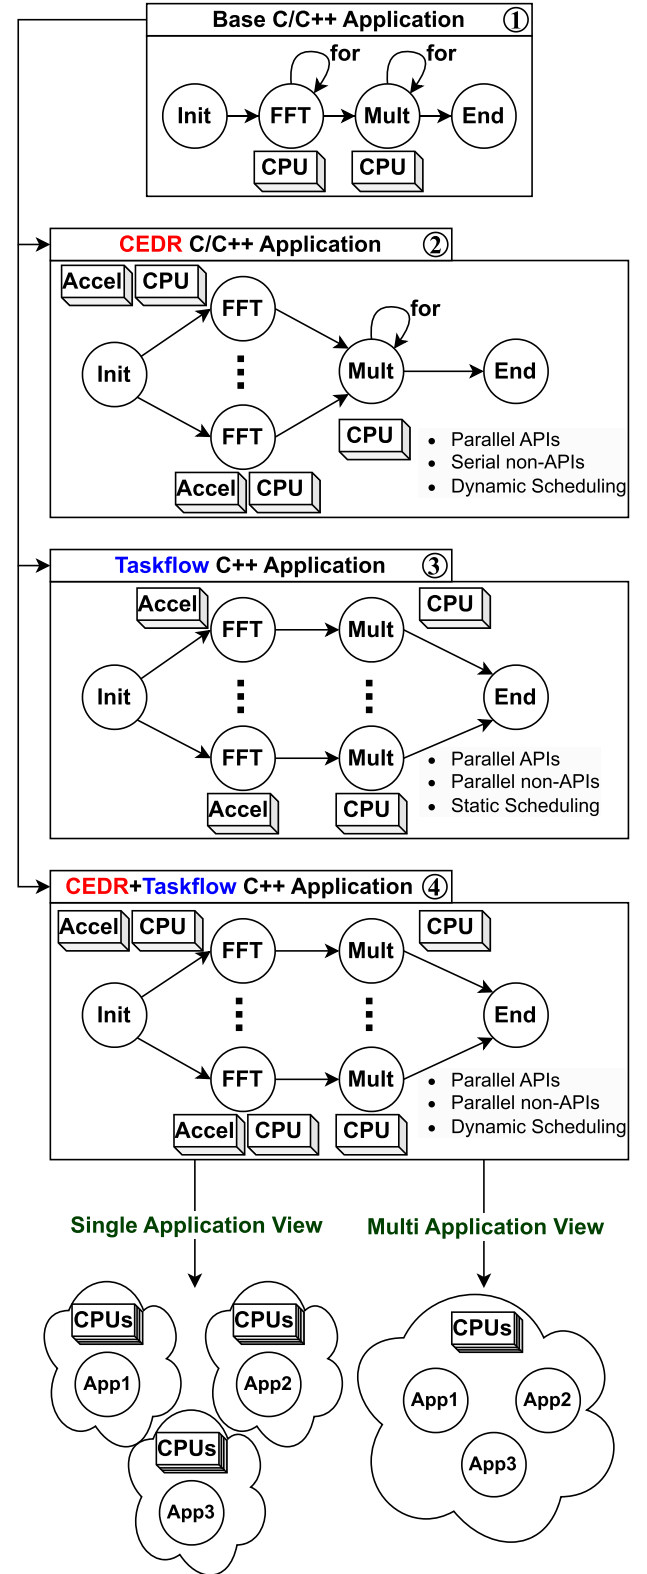 Base C/C++ Application 1
for for
Init FFT Mult End
CPU CPU
CEDR C/C++ Application 2
Accel CPU
FFT
for
Init Mult End
FFT
CPU
Accel CPU
• Parallel APIs
• Serial non-APIs
• Dynamic Scheduling
Taskflow C++ Application 3
Accel CPU
FFT Mult
Init End
FFT Mult
Accel CPU
• Parallel APIs
• Parallel non-APIs
• Static Scheduling
CEDR+Taskflow C++ Application 4
Accel CPU CPU
FFT Mult
Init End
FFT Mult
Accel CPU CPU
• Parallel APIs
• Parallel non-APIs
• Dynamic Scheduling
Single Application View
Multi Application View
CPUs
App1
CPUs
App2
CPUs
App3
CPUs
App1 App2
App3